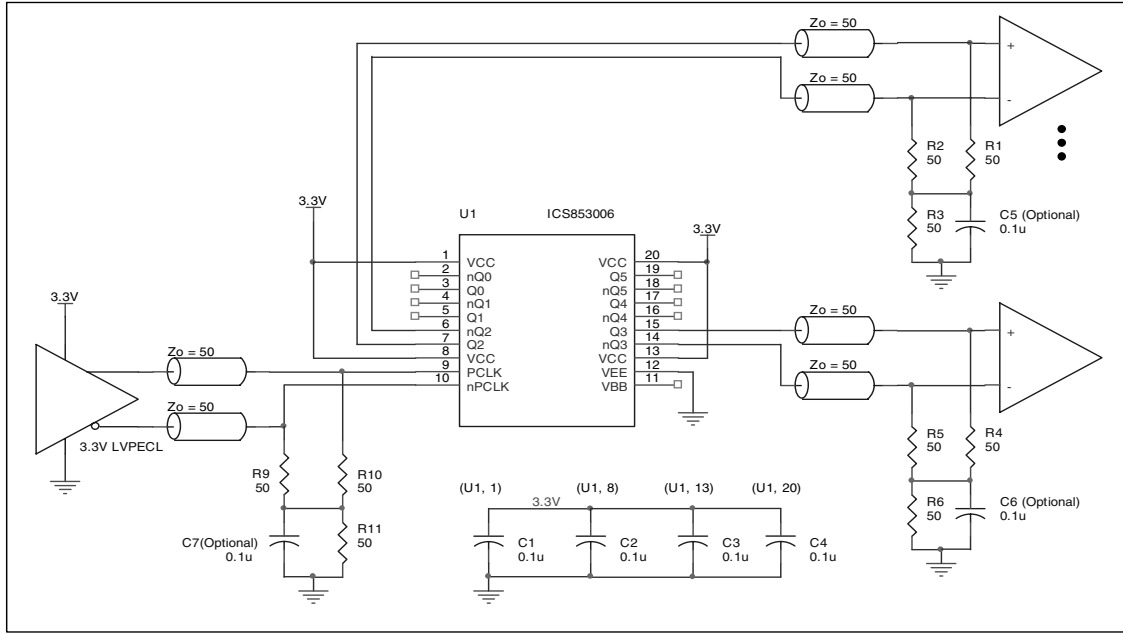 Zo = 50
Zo = 50
+
-
R2
50
R1
50
R3
50
C5 (Optional)
0.1u
3.3V
U1
ICS853006
3.3V
1
VCC
2
nQ0
3
Q0
4
nQ1
5
Q1
6
nQ2
7
Q2
8
VCC
9
PCLK
10
nPCLK
20
VCC
19
Q5
18
nQ5
17
Q4
16
nQ4
15
Q3
14
nQ3
13
VCC
12
VEE
11
VBB
3.3V
Zo = 50
Zo = 50
3.3V LVPECL
R9
50
R10
50
C7(Optional)
0.1u
R11
50
Zo = 50
Zo = 50
+
-
R5
50
R4
50
R6
50
C6 (Optional)
0.1u
(U1, 1)
(U1, 8)
(U1, 13)
(U1, 20)
3.3V
C1
0.1u
C2
0.1u
C3
0.1u
C4
0.1u